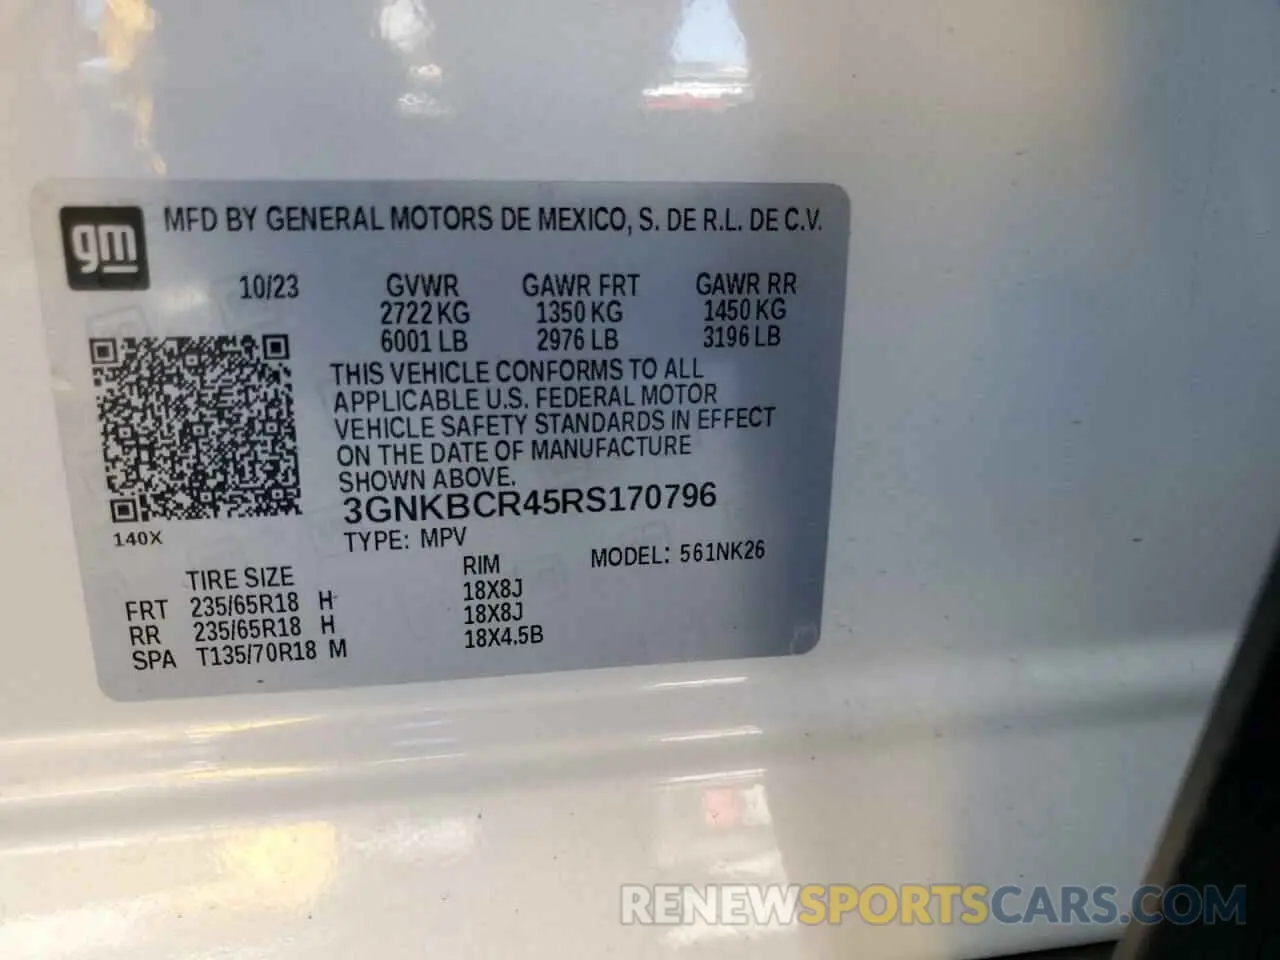 gm
MFD BY GENERAL MOTORS DE MEXICO, S. DE R.L. DE C.V.
10/23 GVWR GAWR FRT GAWR RR
2722 KG 1350 KG 1450 KG
6001 LB 2976 LB 3196 LB
THIS VEHICLE CONFORMS TO ALL
APPLICABLE U.S. FEDERAL MOTOR
VEHICLE SAFETY STANDARDS IN EFFECT
ON THE DATE OF MANUFACTURE
SHOWN ABOVE.
3GNKBCR45RS170796
140X
TYPE: MPV MODEL: 561NK26
TIRE SIZE RIM
FRT 235/65R18 H 18X8J
RR 235/65R18 H 18X8J
SPA T135/70R18 M 18X4.5B
RENEWSPORTSCARS.COM